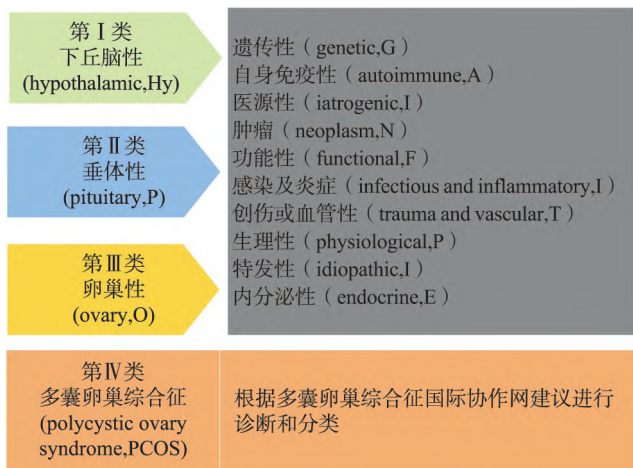 第Ⅰ类
下丘脑性
(hypothalamic,Hy)
第Ⅱ类
垂体性
(pituitary,P)
第Ⅲ类
卵巢性
(ovary,O)
遗传性（genetic,G）
自身免疫性（autoimmune,A）
医源性（iatrogenic,I）
肿瘤（neoplasm,N）
功能性（functional,F）
感染及炎症（infectious and inflammatory,I）
创伤或血管性（trauma and vascular,T）
生理性（physiological,P）
特发性（idiopathic,I）
内分泌性（endocrine,E）
第Ⅳ类
多囊卵巢综合征
(polycystic ovary
syndrome,PCOS)
根据多囊卵巢综合征国际协作网建议进行
诊断和分类